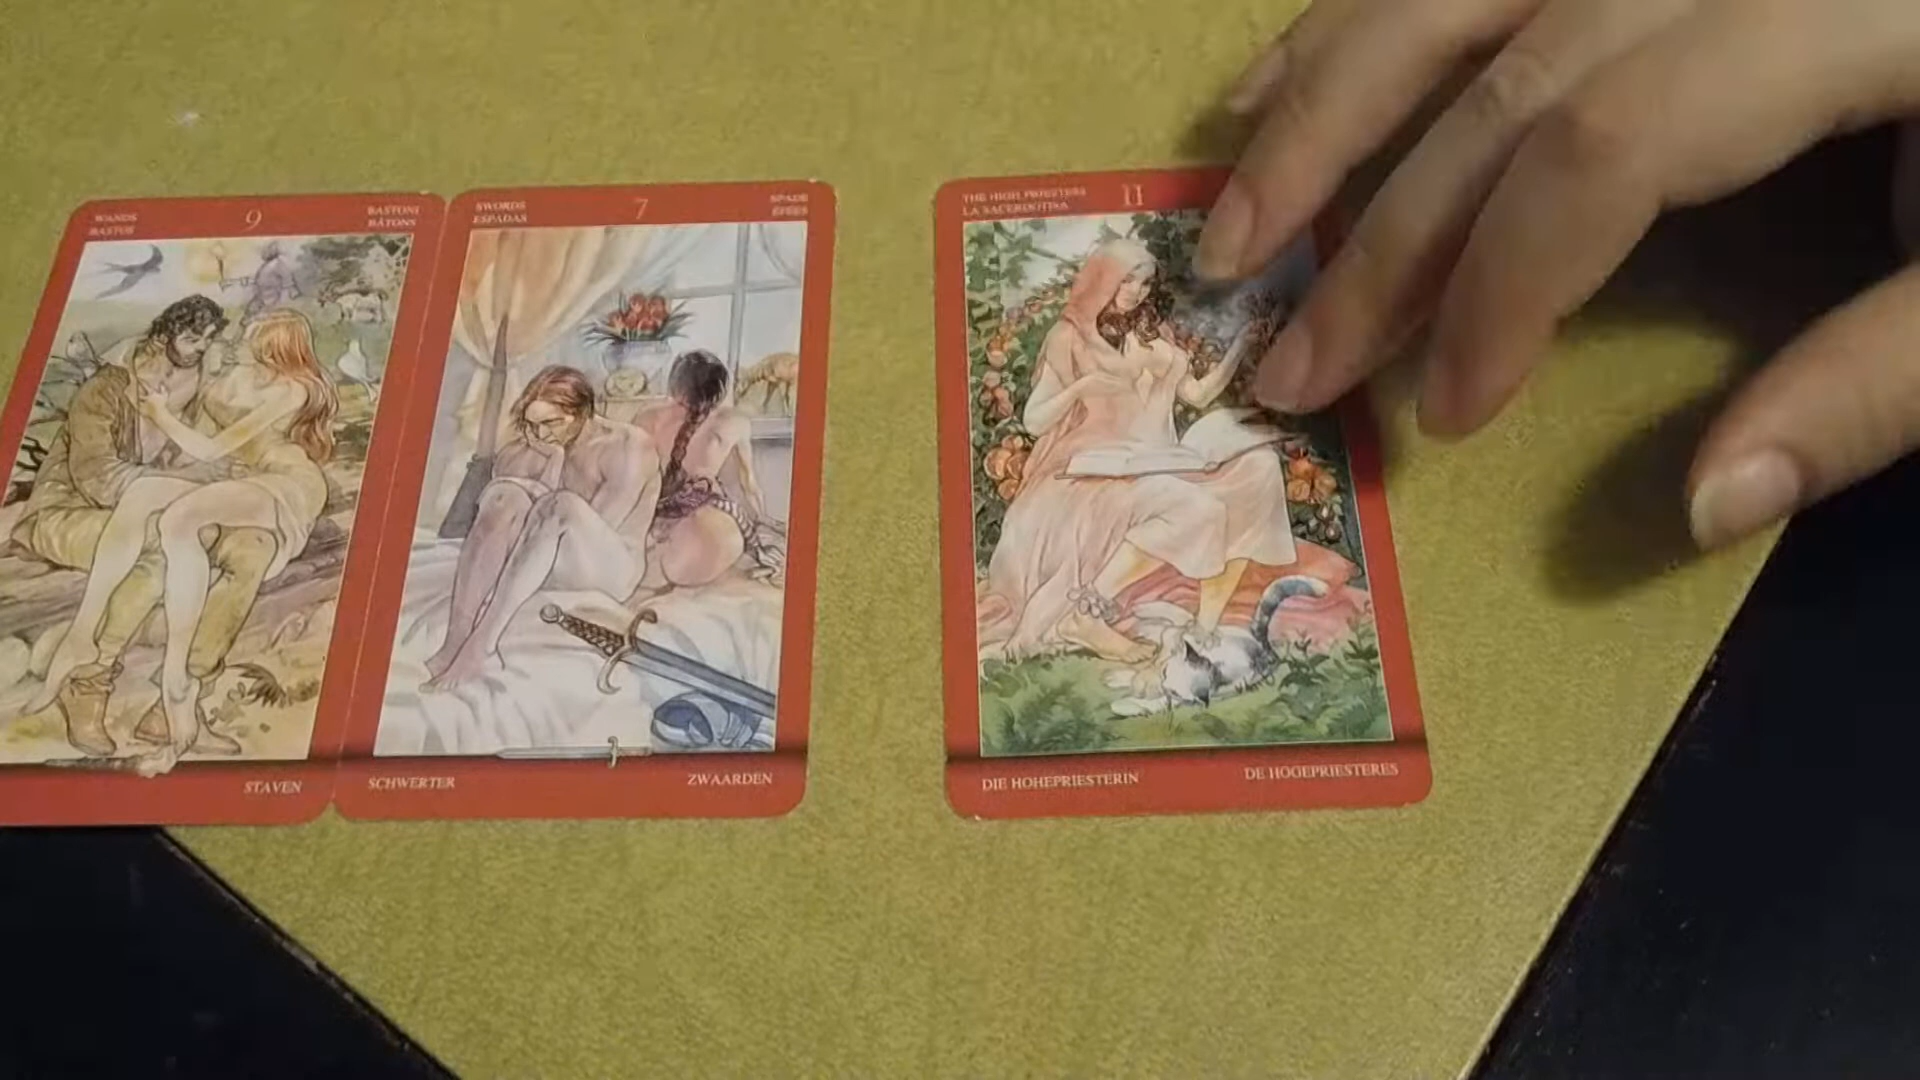 WANDS
BASTOS
9
BASTONI
BÂTONS
STAVEN
SWORDS
ESPADAS
7
SPADE
ÉPÉES
SCHWERTER
ZWAARDEN
THE HIGH PRIESTESS
LA SACERDOTISA
II
DIE HOHEPRIESTERIN
DE HOGEPRIESTERES